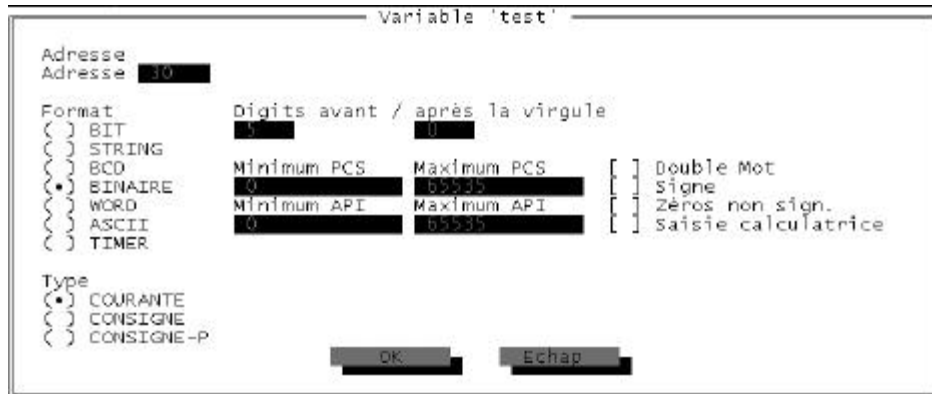 Variable 'test'
Adresse
Adresse 30
Format Digits avant / après la virgule
( ) BIT 5 0
( ) STRING
( ) BCD Minimum PCS Maximum PCS [ ] Double Mot
(•) BINAIRE 0 65535 [ ] Signe
( ) WORD Minimum API Maximum API [ ] Zéros non sign.
( ) ASCII 0 65535 [ ] Saisie calculatrice
( ) TIMER
Type
(•) COURANTE
( ) CONSIGNE
( ) CONSIGNE-P
OK Echap